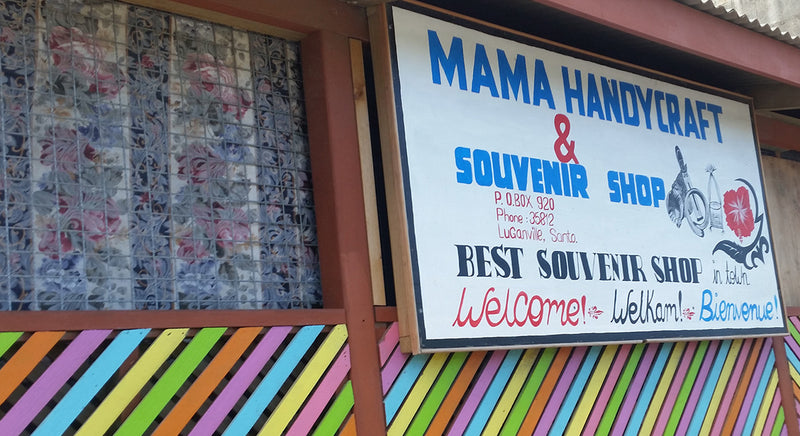 MAMA HANDYCRAFT
&
SOUVENIR SHOP
P.O.BOX 920
Phone: 35812
Luganville, Santo.
BEST SOUVENIR SHOP in town
Welcome! Welkam! Bienvenue!